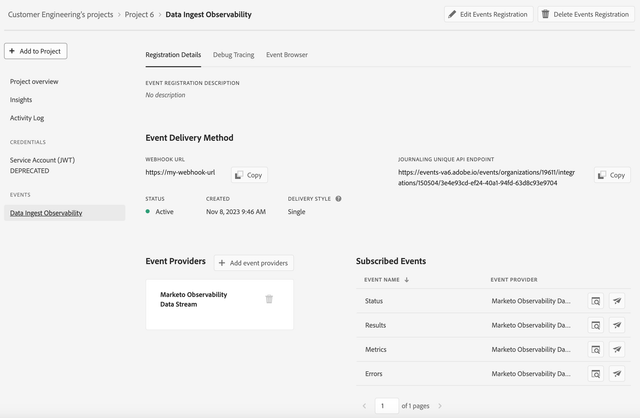 Customer Engineering's projects > Project 6 > Data Ingest Observability
Edit Events Registration
Delete Events Registration
+ Add to Project
Project overview
Insights
Activity Log
CREDENTIALS
Service Account (JWT)
DEPRECATED
EVENTS
Data Ingest Observability
Registration Details
Debug Tracing
Event Browser
EVENT REGISTRATION DESCRIPTION
No description
Event Delivery Method
WEBHOOK URL
https://my-webhook-url
Copy
JOURNALING UNIQUE API ENDPOINT
https://events-va6.adobe.io/events/organizations/19611/integr
ations/150504/3e4e93cd-ef24-40a1-94fd-63d8c93e9704
Copy
STATUS
Active
CREATED
Nov 8, 2023 9:46 AM
DELIVERY STYLE ?
Single
Event Providers
+ Add event providers
Marketo Observability
Data Stream
Subscribed Events
EVENT NAME ↓ EVENT PROVIDER
Status Marketo Observability Da...
Results Marketo Observability Da...
Metrics Marketo Observability Da...
Errors Marketo Observability Da...
< 1 of 1 pages >